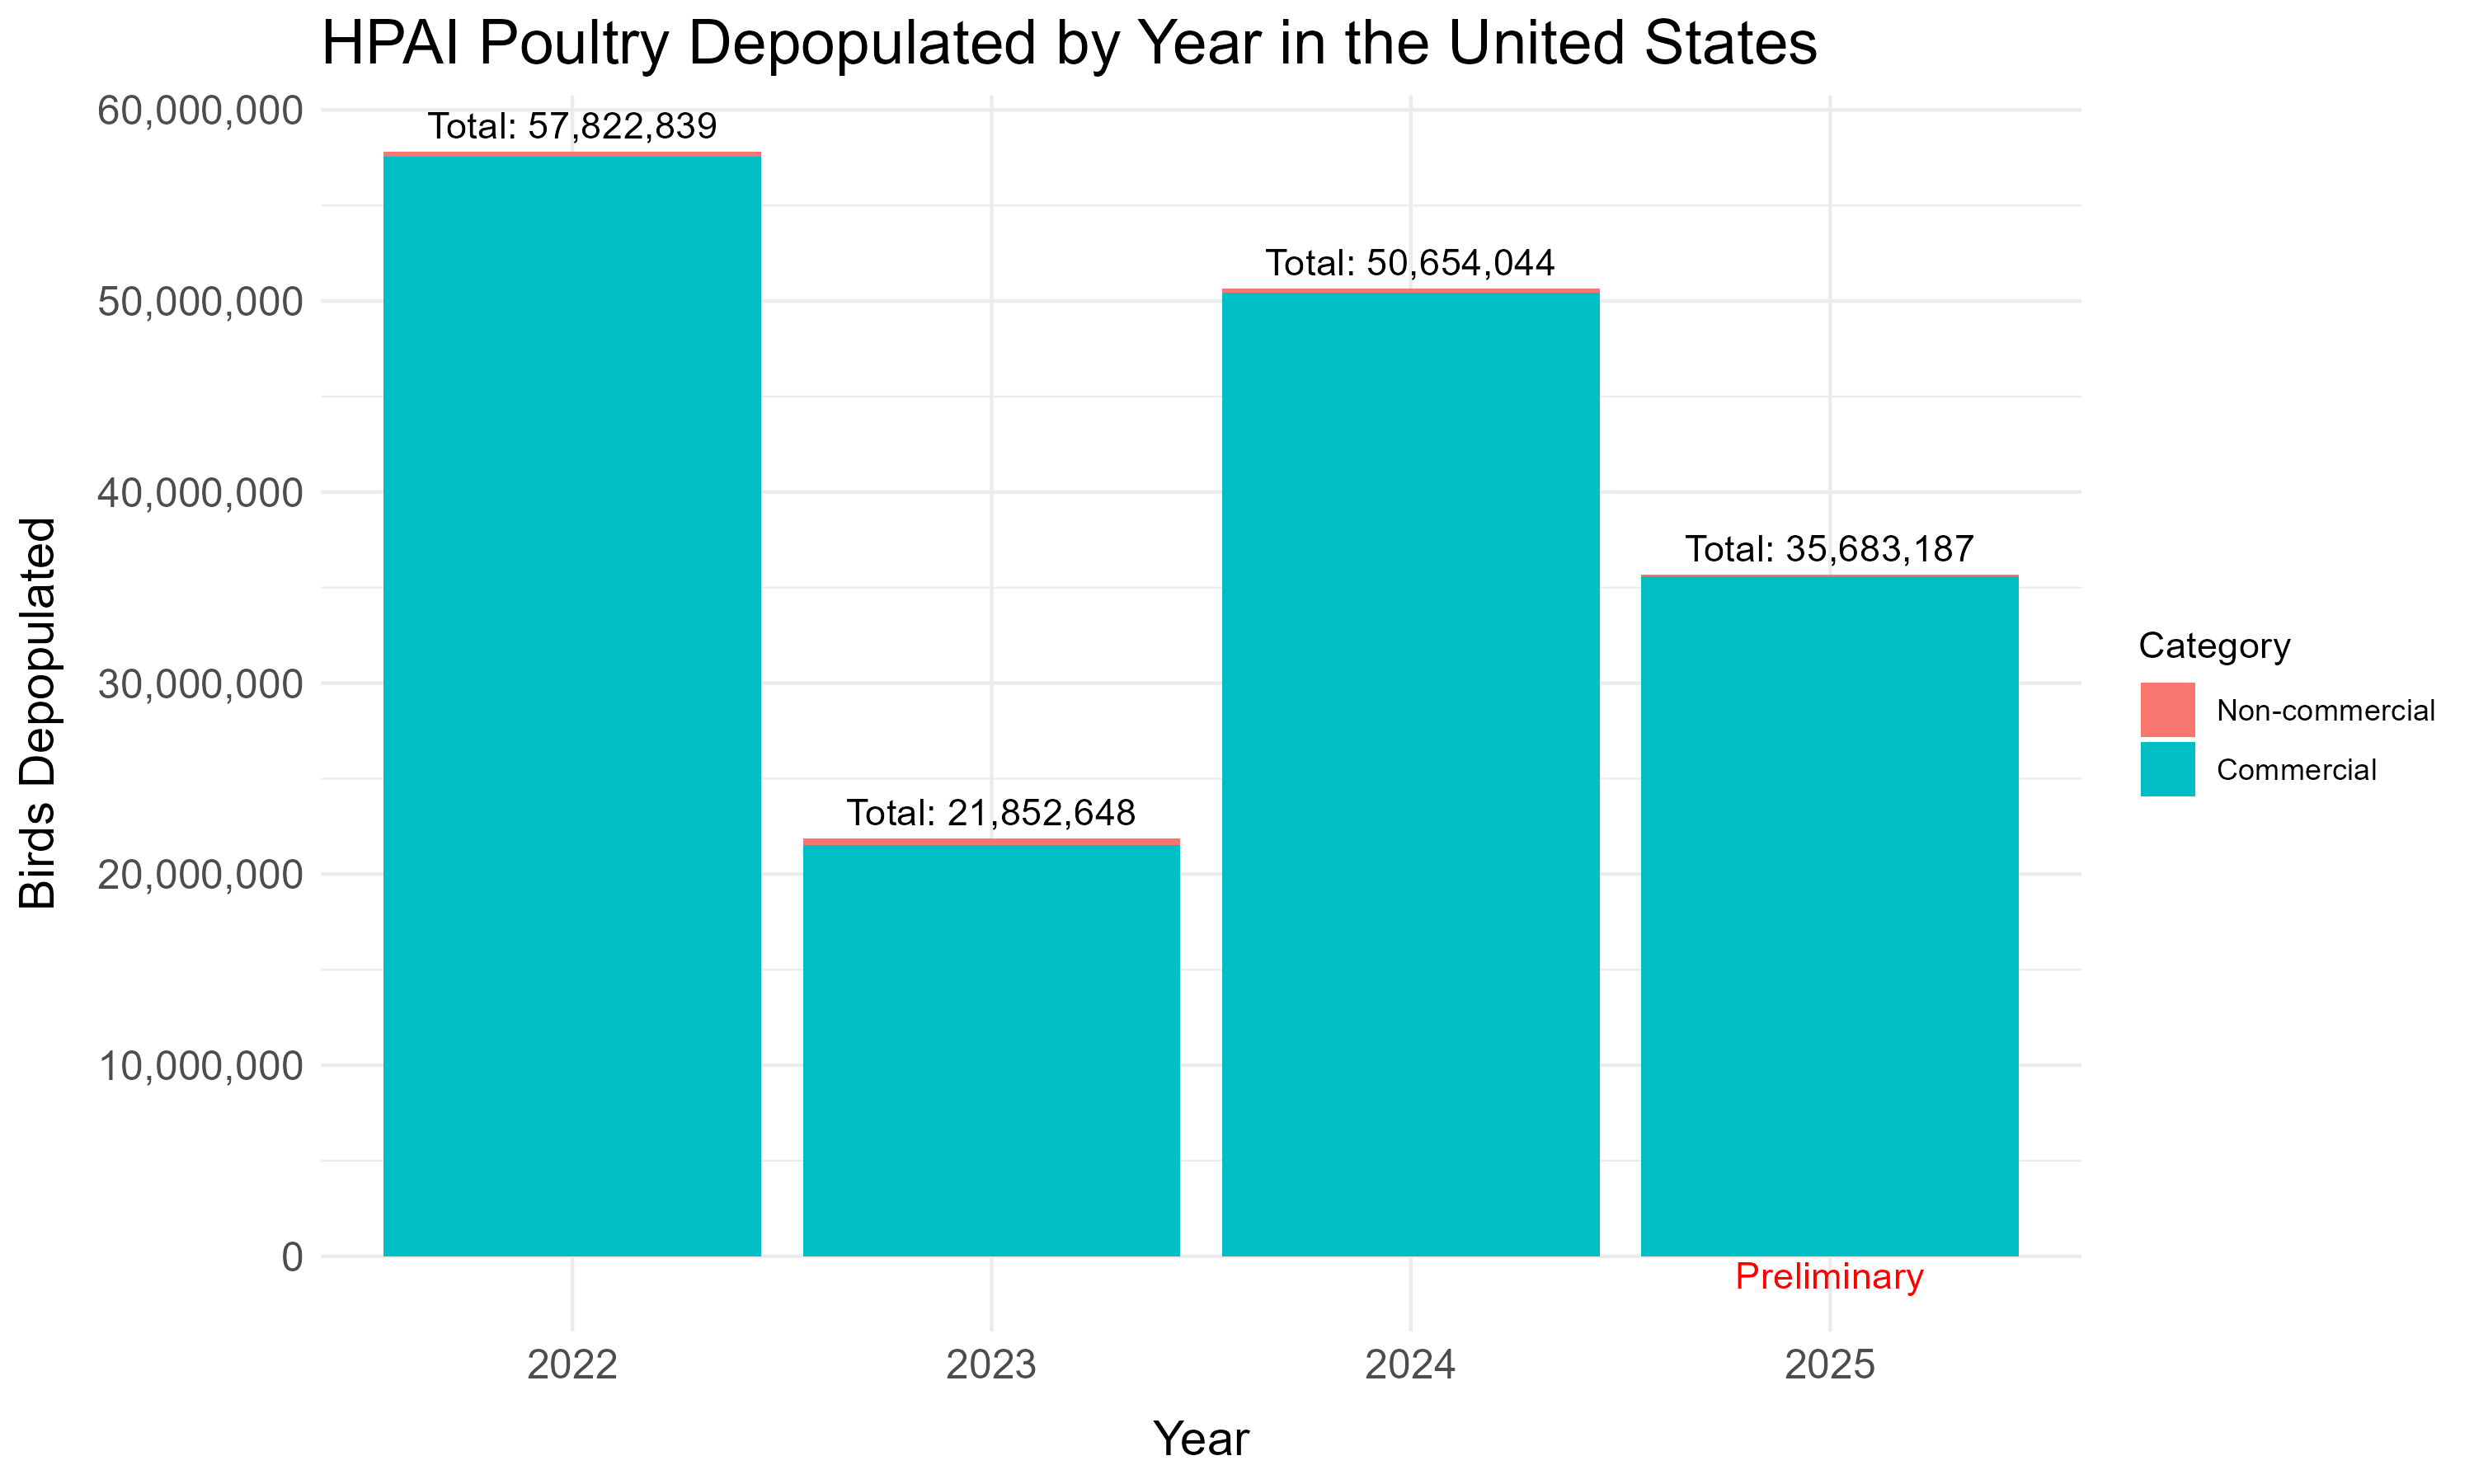 HPAI Poultry Depopulated by Year in the United States
60,000,000
50,000,000
40,000,000
30,000,000
20,000,000
10,000,000
0
Birds Depopulated
Total: 57,822,839
Total: 21,852,648
Total: 50,654,044
Total: 35,683,187
Preliminary
2022
2023
2024
2025
Year
Category
Non-commercial
Commercial